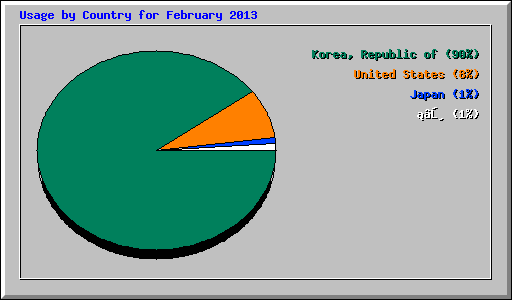 Usage by Country for February 2013
Korea, Republic of (90%)
United States (8%)
Japan (1%)
(1%)